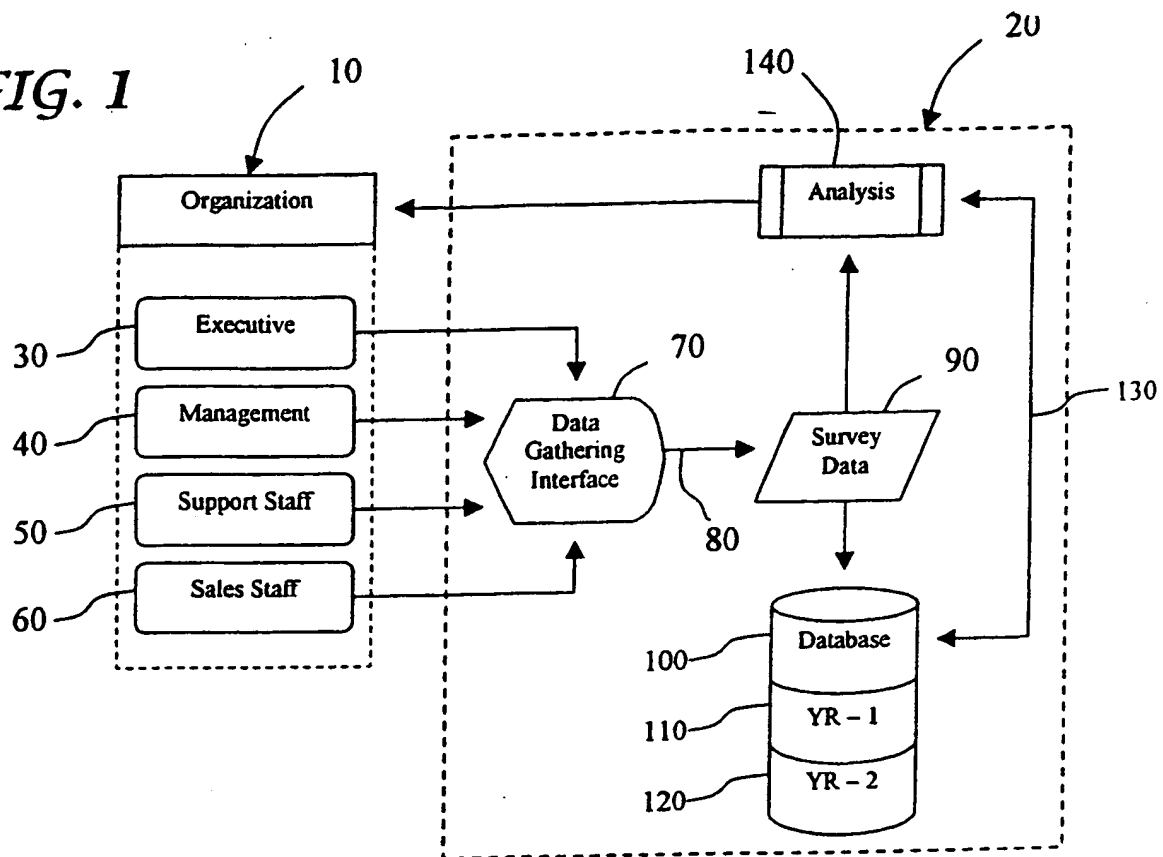 FIG. 1
10
20
140
Organization
Analysis
Executive
30
70
90
Management
130
40
Data
Gathering
Interface
Survey
Data
Support Staff
50
80
Sales Staff
60
Database
100
YR – 1
110
YR – 2
120